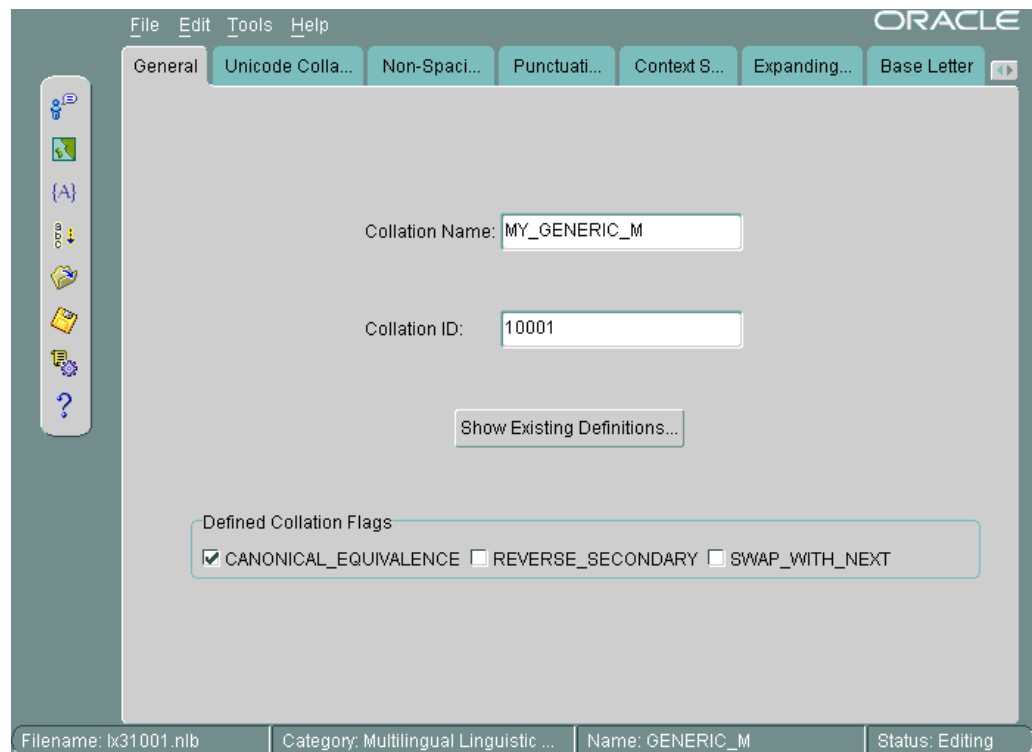 File Edit Tools Help ORACLE
General Unicode Colla... Non-Spaci... Punctuati... Context S... Expanding... Base Letter
{A}
a
b
c
?
Collation Name: MY_GENERIC_M
Collation ID: 10001
Show Existing Definitions...
Defined Collation Flags
CANONICAL_EQUIVALENCE REVERSE_SECONDARY SWAP_WITH_NEXT
Filename: lx31001.nlb Category: Multilingual Linguistic ... Name: GENERIC_M Status: Editing